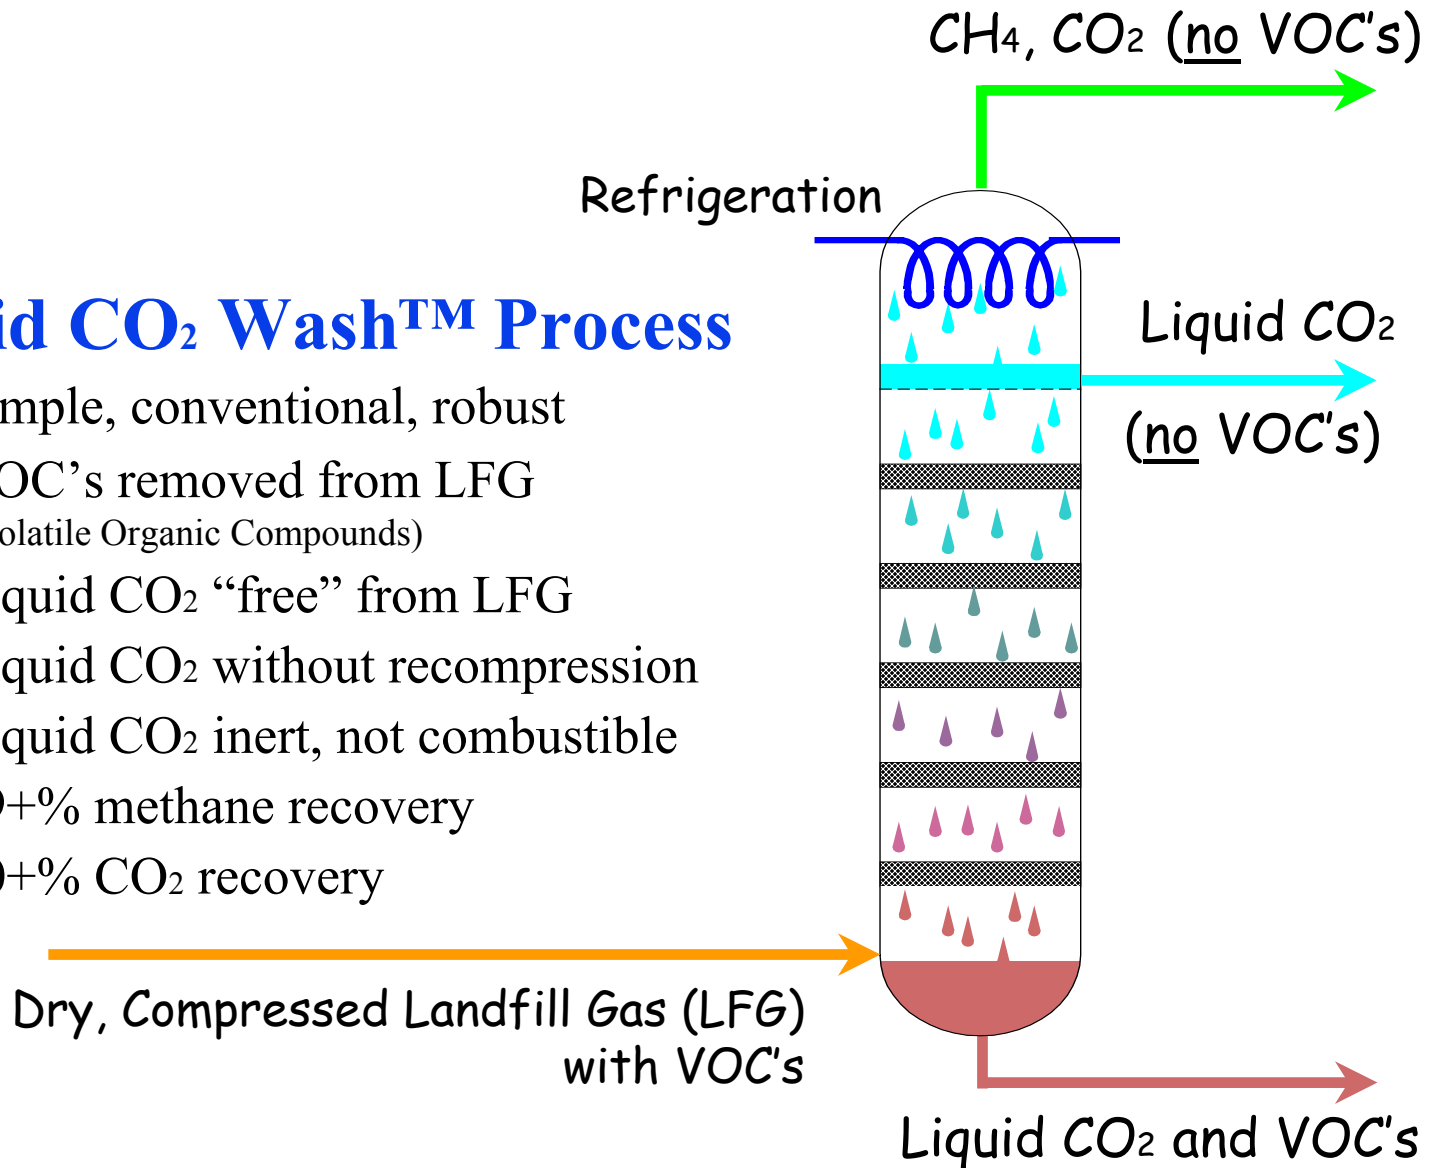 CH4, CO2 (no VOC's)
Refrigeration
id CO2 Wash™ Process
Liquid CO2
(no VOC's)
mple, conventional, robust
OC’s removed from LFG
olatile Organic Compounds)
quid CO2 “free” from LFG
quid CO2 without recompression
quid CO2 inert, not combustible
+% methane recovery
+% CO2 recovery
Dry, Compressed Landfill Gas (LFG)
with VOC's
Liquid CO2 and VOC's